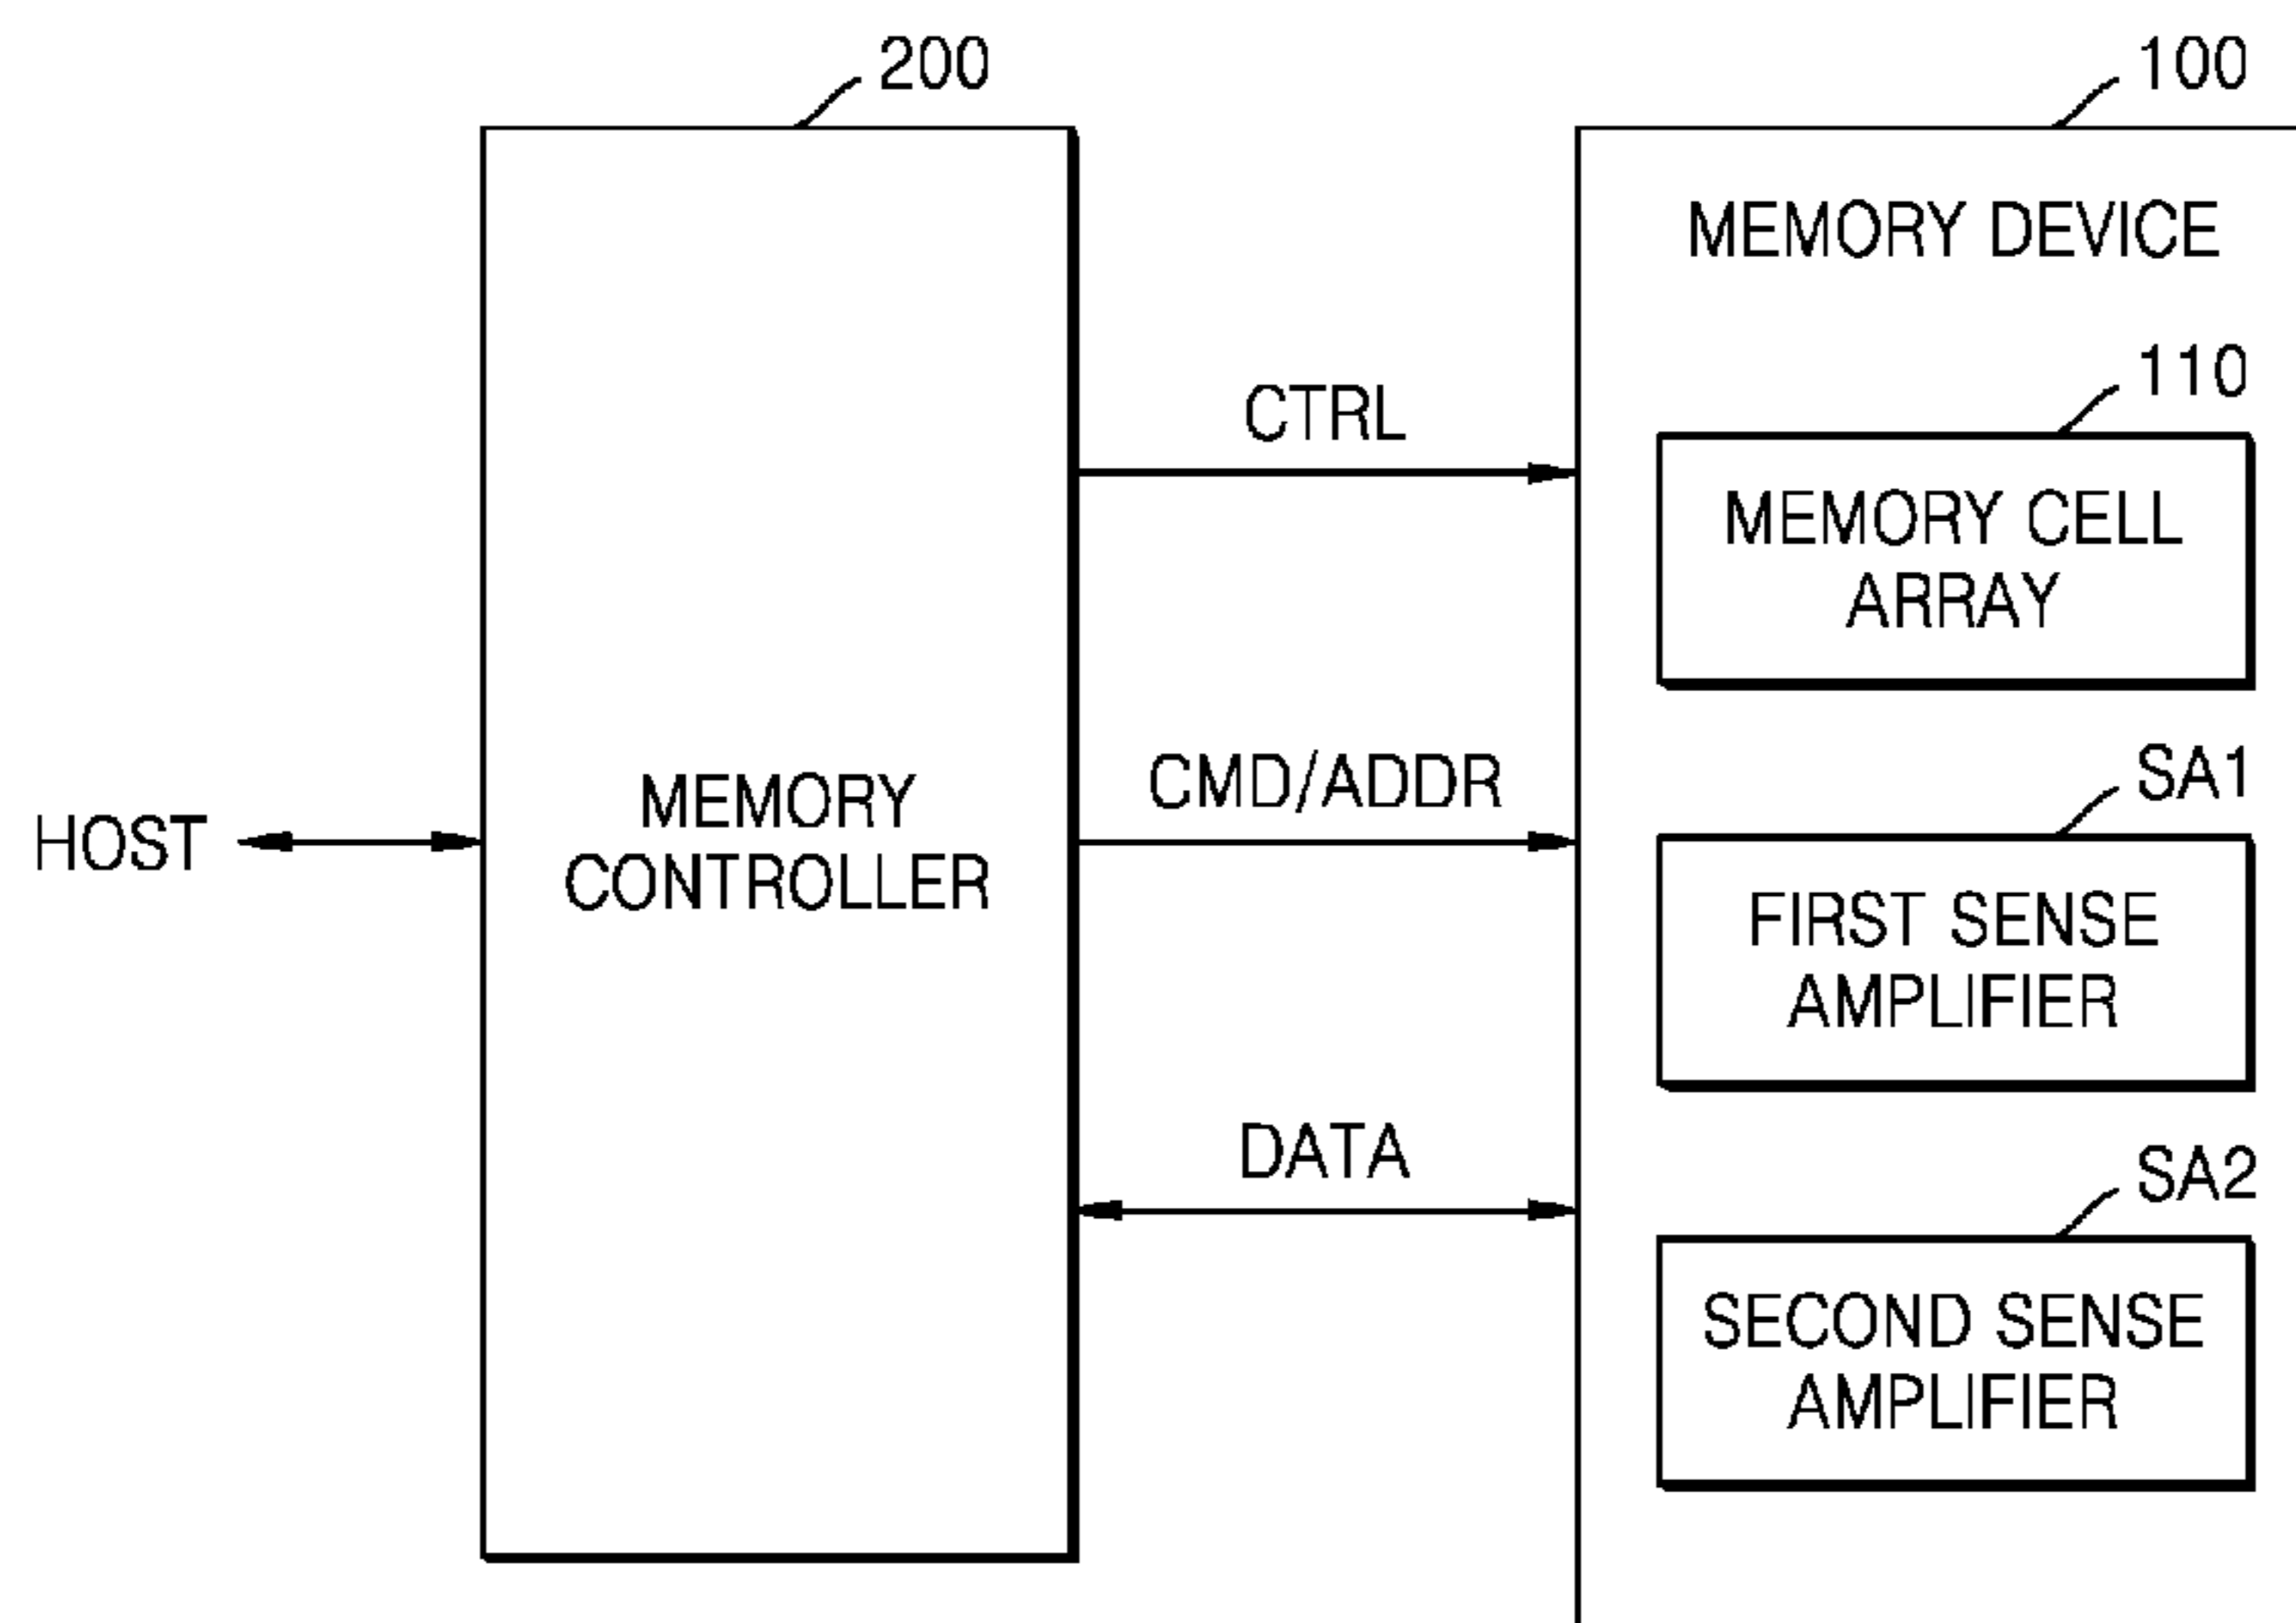 200
100
MEMORY DEVICE
110
CTRL
MEMORY CELL
ARRAY
CMD/ADDR
SA1
HOST
MEMORY
CONTROLLER
FIRST SENSE
AMPLIFIER
DATA
SA2
SECOND SENSE
AMPLIFIER